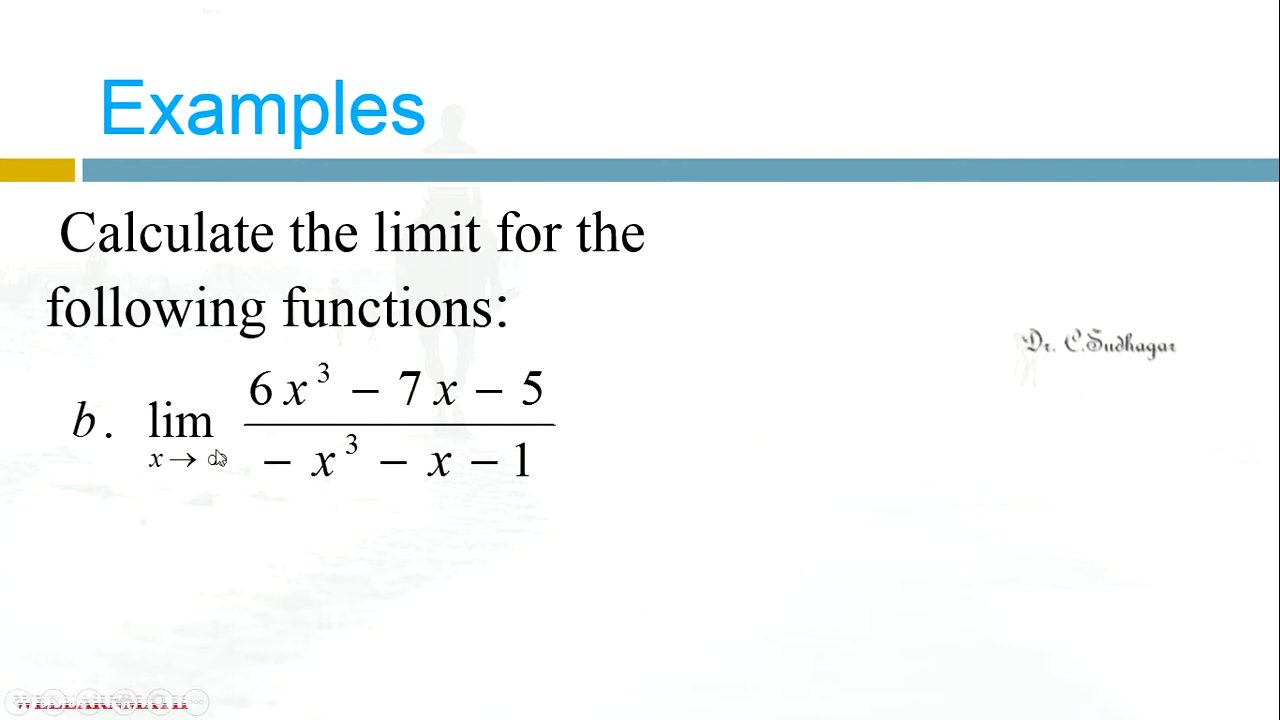 Examples
Calculate the limit for the
following functions:
Dr. C.Sudhagar
b. lim x→ 6x³ − 7x − 5
− x³ − x − 1